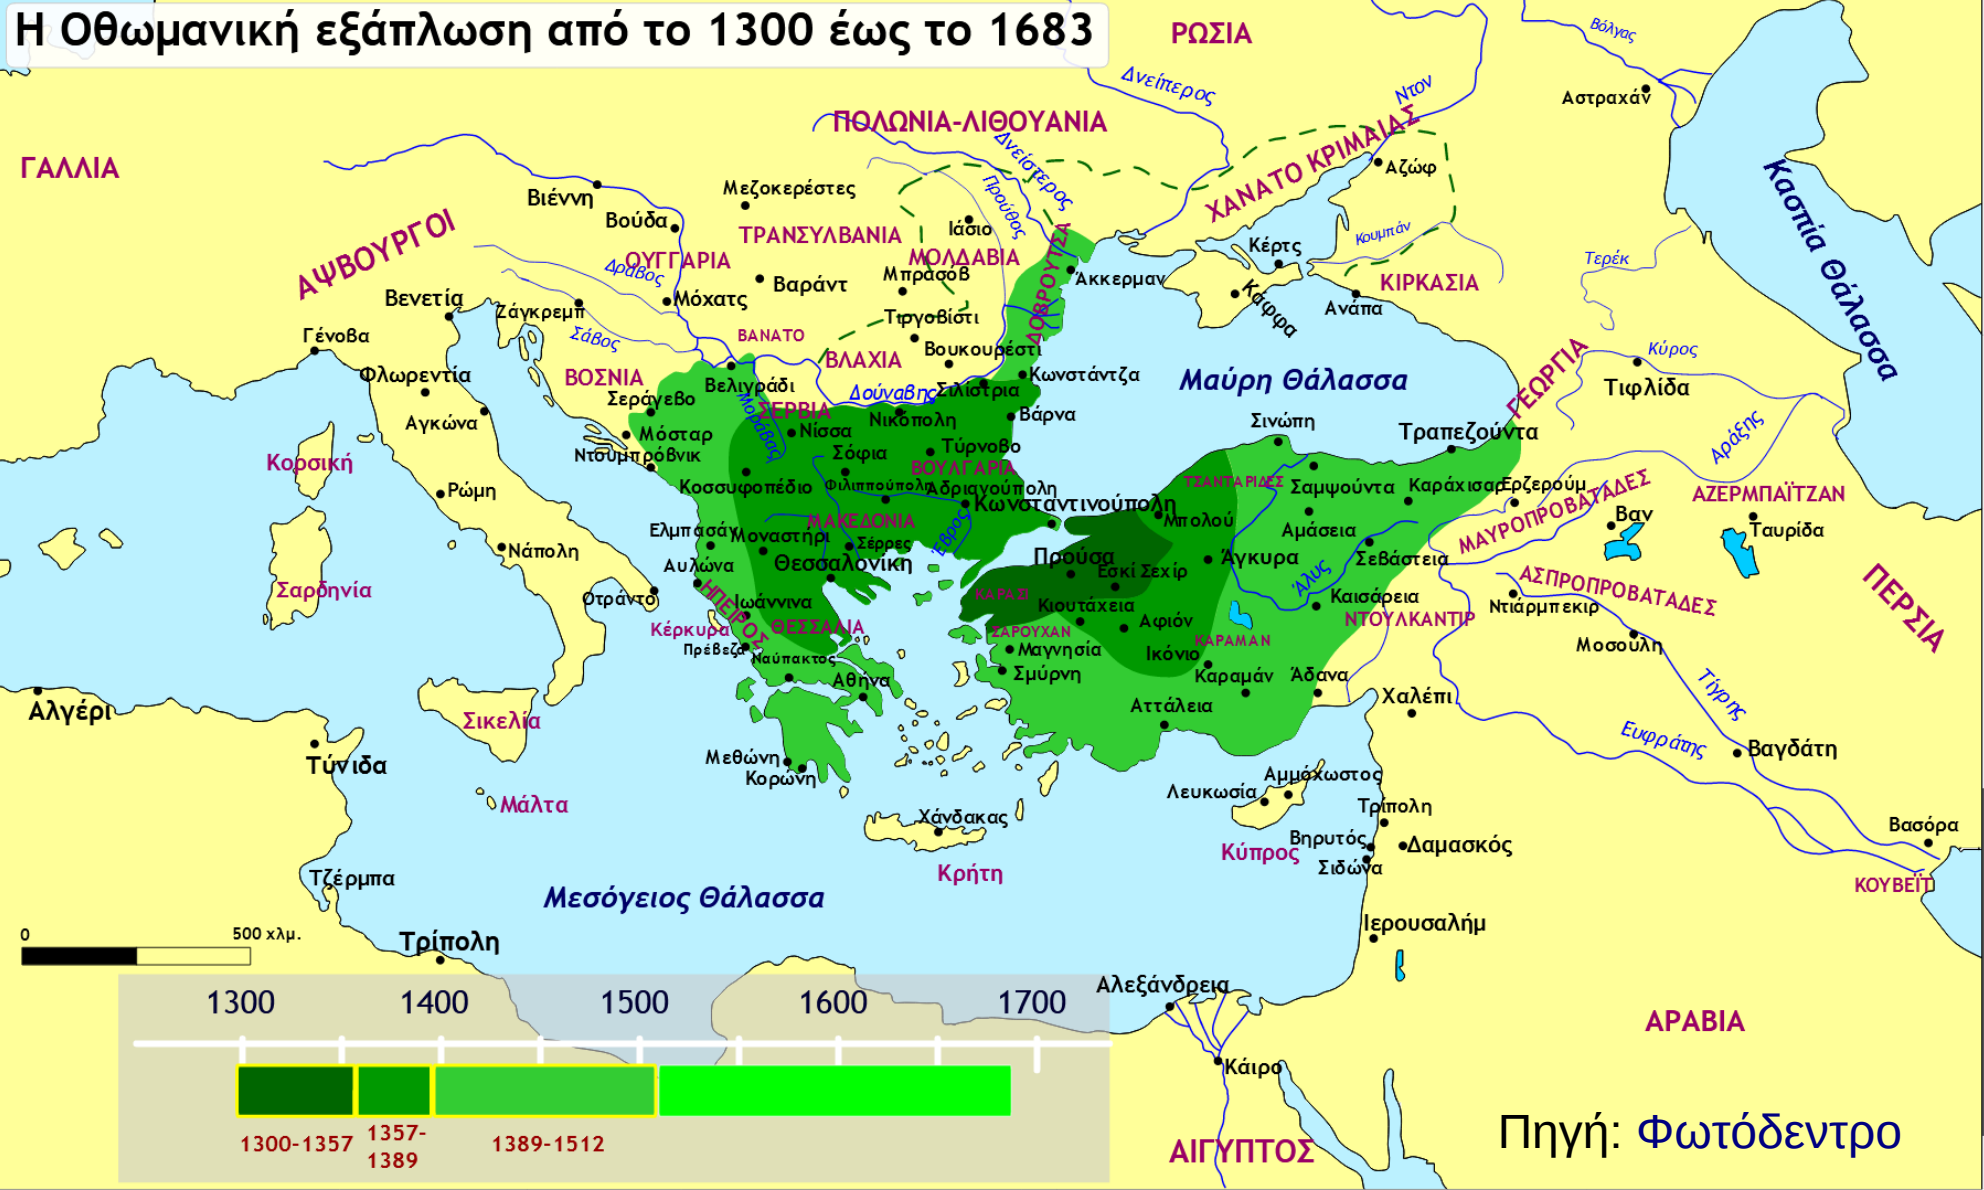 Η Οθωμανική εξάπλωση από το 1300 έως το 1683
ΡΩΣΙΑ
Βόλγας
Δνείπερος
Ντον
Αστραχάν
ΠΟΛΩΝΙΑ-ΛΙΘΟΥΑΝΙΑ
ΧΑΝΑΤΟ ΚΡΙΜΑΙΑΣ
Δνείστερος
Προύθος
ΓΑΛΛΙΑ
Αζώφ
Κασπία Θάλασσα
Βιέννη
Μεζοκερέστες
Βούδα
Ιάσιο
ΑΨΒΟΥΡΓΟΙ
ΤΡΑΝΣΥΛΒΑΝΙΑ
ΜΟΛΔΑΒΙΑ
ΔΟΒΡΟΥΤΣΑ
Κέρτς
Κουμπάν
Τερέκ
ΟΥΓΓΑΡΙΑ
Δράβος
Βαράντ
Μπρασόβ
Άκκερμαν
Κάφφα
ΚΙΡΚΑΣΙΑ
Ανάπα
Βενετία
Ζάγκρεμπ
Μόχατς
Γένοβα
Σάβος
ΒΑΝΑΤΟ
Τιργοβίστι
Βουκουρέστι
ΒΛΑΧΙΑ
ΓΕΩΡΓΙΑ
Κύρος
Τιφλίδα
Φλωρεντία
ΒΟΣΝΙΑ
Βελιγράδι
Δούναβης
Σιλίστρια
Κωνστάντζα
Μαύρη Θάλασσα
Σεράγεβο
Μοράβας
ΣΕΡΒΙΑ
Νικόπολη
Βάρνα
Αγκώνα
Μόσταρ
Νίσσα
Τύρνοβο
Σινώπη
Τραπεζούντα
Αράξης
Κορσική
Ντουμπρόβνικ
Σόφια
ΒΟΥΛΓΑΡΙΑ
Ρώμη
Κοσσυφοπέδιο
Φιλιππούπολη
Αδριανούπολη
ΤΣΑΝΤΑΡΙΔΕΣ
Σαμψούντα
Καράχισαρ
Ερζερούμ
ΑΖΕΡΜΠΑΪΤΖΑΝ
Κωνσταντινούπολη
ΜΑΥΡΟΠΡΟΒΑΤΑΔΕΣ
Βαν
Ταυρίδα
Ελμπασάν
Μοναστήρι
ΜΑΚΕΔΟΝΙΑ
Έβρος
Μπολού
Αμάσεια
Νάπολη
Σέρρες
Αυλώνα
Θεσσαλονίκη
Προύσα
Εσκί Σεχίρ
Άγκυρα
Σεβάστεια
Άλυς
Σαρδηνία
Οτράντο
ΗΠΕΙΡΟΣ
Ιωάννινα
ΚΑΡΑΣΙ
Κιουτάχεια
Καισάρεια
ΑΣΠΡΟΠΡΟΒΑΤΑΔΕΣ
Ντιάρμπεκιρ
ΠΕΡΣΙΑ
Κέρκυρα
ΘΕΣΣΑΛΙΑ
ΣΑΡΟΥΧΑΝ
Αφιόν
ΚΑΡΑΜΑΝ
ΝΤΟΥΛΚΑΝΤΙΡ
Πρέβεζα
Ναύπακτος
Μαγνησία
Ικόνιο
Μοσούλη
Αθήνα
Σμύρνη
Καραμάν
Άδανα
Αλγέρι
Χαλέπι
Τίγρης
Σικελία
Αττάλεια
Ευφράτης
Βαγδάτη
Τύνιδα
Μεθώνη
Κορώνη
Αμμόχωστος
Μάλτα
Λευκωσία
Τρίπολη
Χάνδακας
Βασόρα
Κύπρος
Βηρυτός
Δαμασκός
Σιδώνα
Κρήτη
Τζέρμπα
ΚΟΥΒΕΪΤ
Μεσόγειος Θάλασσα
Ιερουσαλήμ
0
500 χλμ.
Τρίπολη
Αλεξάνδρεια
1300
1400
1500
1600
1700
ΑΡΑΒΙΑ
Κάιρο
1300-1357
1357-
1389
1389-1512
ΑΙΓΥΠΤΟΣ
Πηγή: Φωτόδεντρο